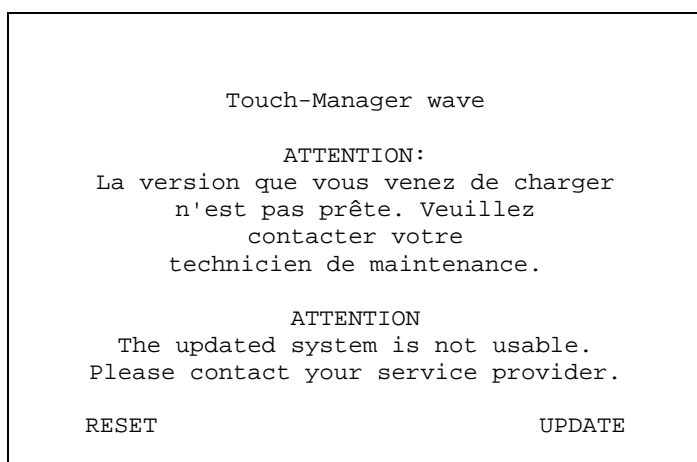 Touch-Manager wave
ATTENTION:
La version que vous venez de charger
n'est pas prête. Veuillez
contacter votre
technicien de maintenance.
ATTENTION
The updated system is not usable.
Please contact your service provider.
RESET UPDATE